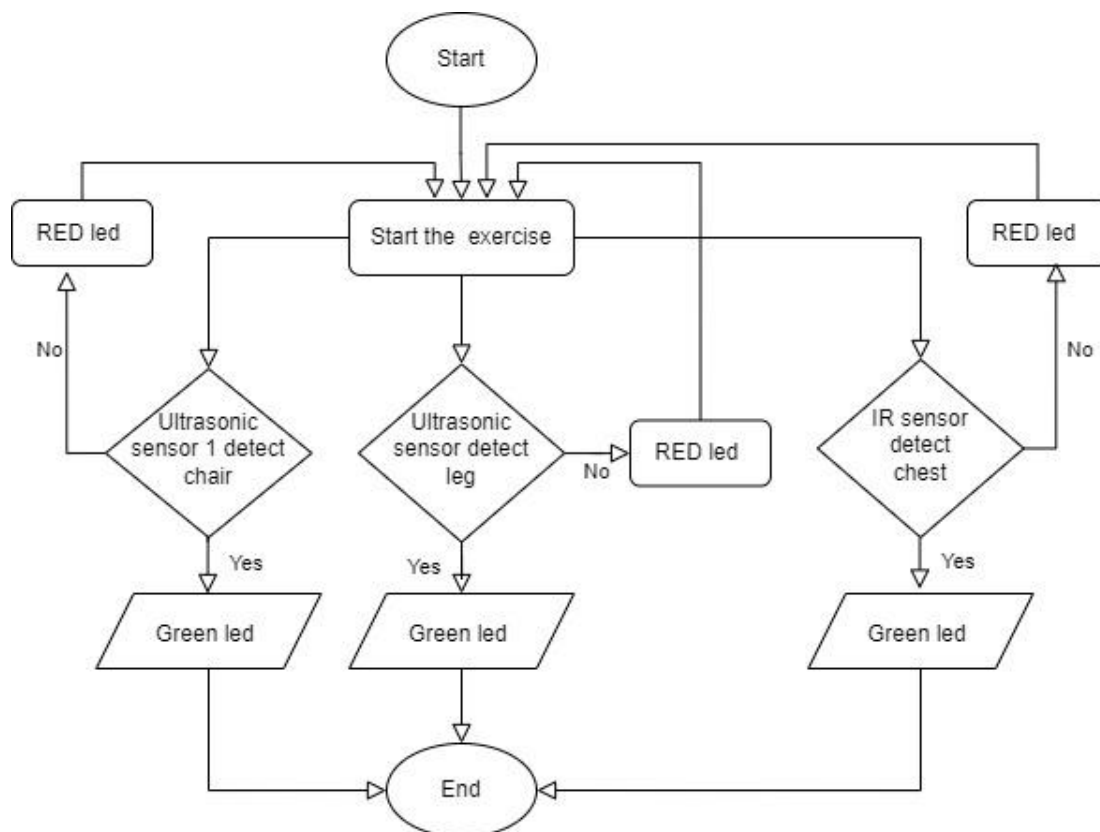 Start
RED led
Start the exercise
RED led
No
No
Ultrasonic
sensor 1 detect
chair
Ultrasonic
sensor detect
leg
No
RED led
IR sensor
detect
chest
Yes
Yes
Yes
Green led
Green led
Green led
End